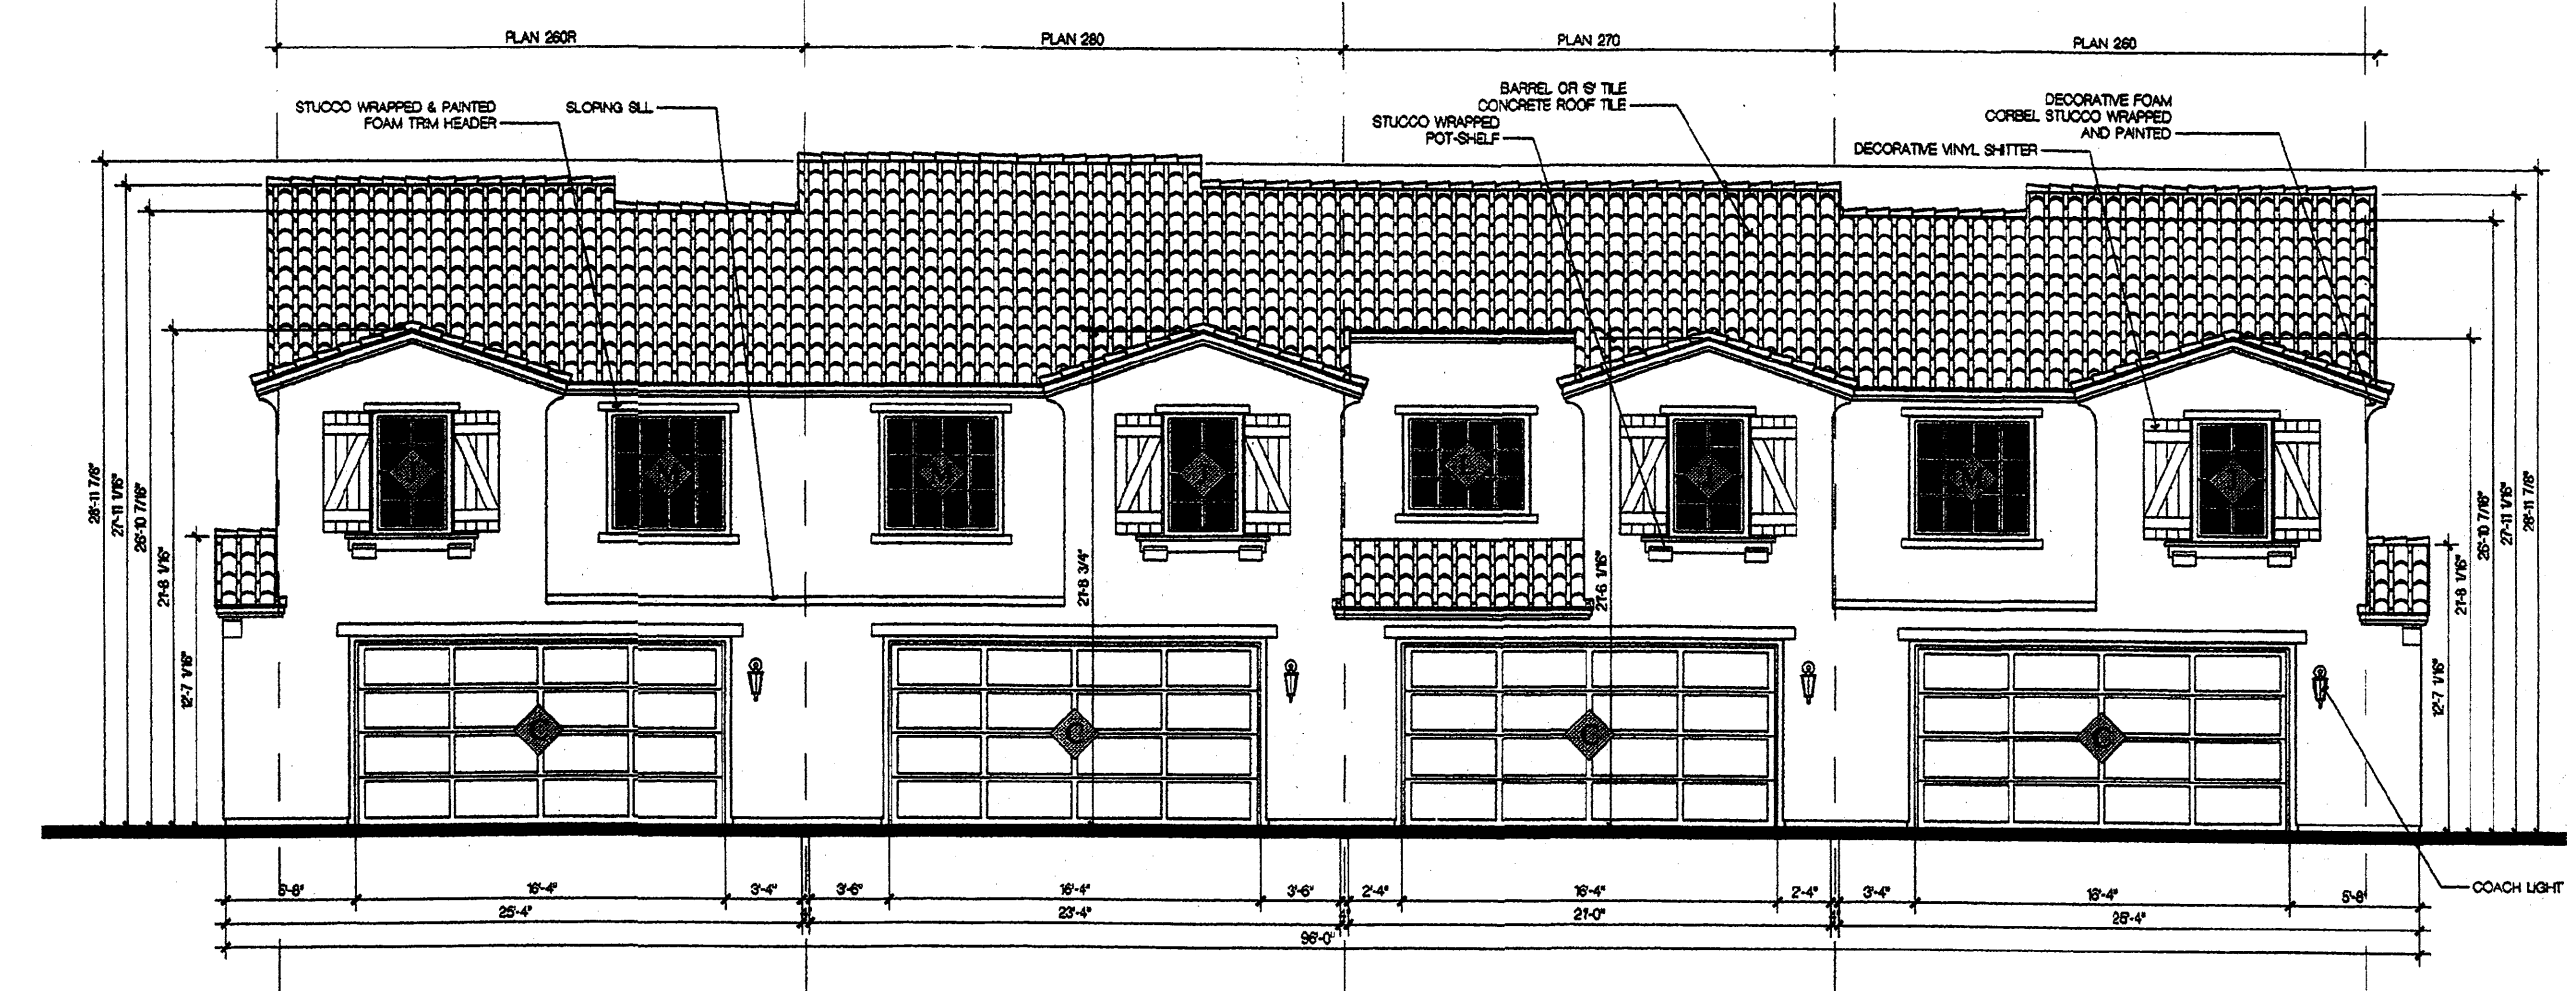 PLAN 260R
PLAN 280
PLAN 270
PLAN 260
STUCCO WRAPPED & PAINTED
FOAM TRIM HEADER
SLOPING SILL
BARREL OR 'S' TILE
CONCRETE ROOF TILE
STUCCO WRAPPED
POT-SHELF
DECORATIVE FOAM
CORBEL STUCCO WRAPPED
AND PAINTED
DECORATIVE VINYL SHITTER
28'-11 7/8"
27'-11 1/16"
26'-10 7/16"
21'-8 1/16"
12'-7 1/16"
21'-8 3/4"
21'-6 1/16"
12'-7 1/16"
21'-8 1/16"
26'-10 7/16"
27'-11 1/16"
28'-11 7/8"
C
C
C
C
COACH LIGHT
5'-8"
16'-4"
3'-4"
3'-6"
16'-4"
3'-6"
2'-4"
16'-4"
2'-4"
3'-4"
16'-4"
5'-8"
25'-4"
23'-4"
21'-0"
25'-4"
96'-0"